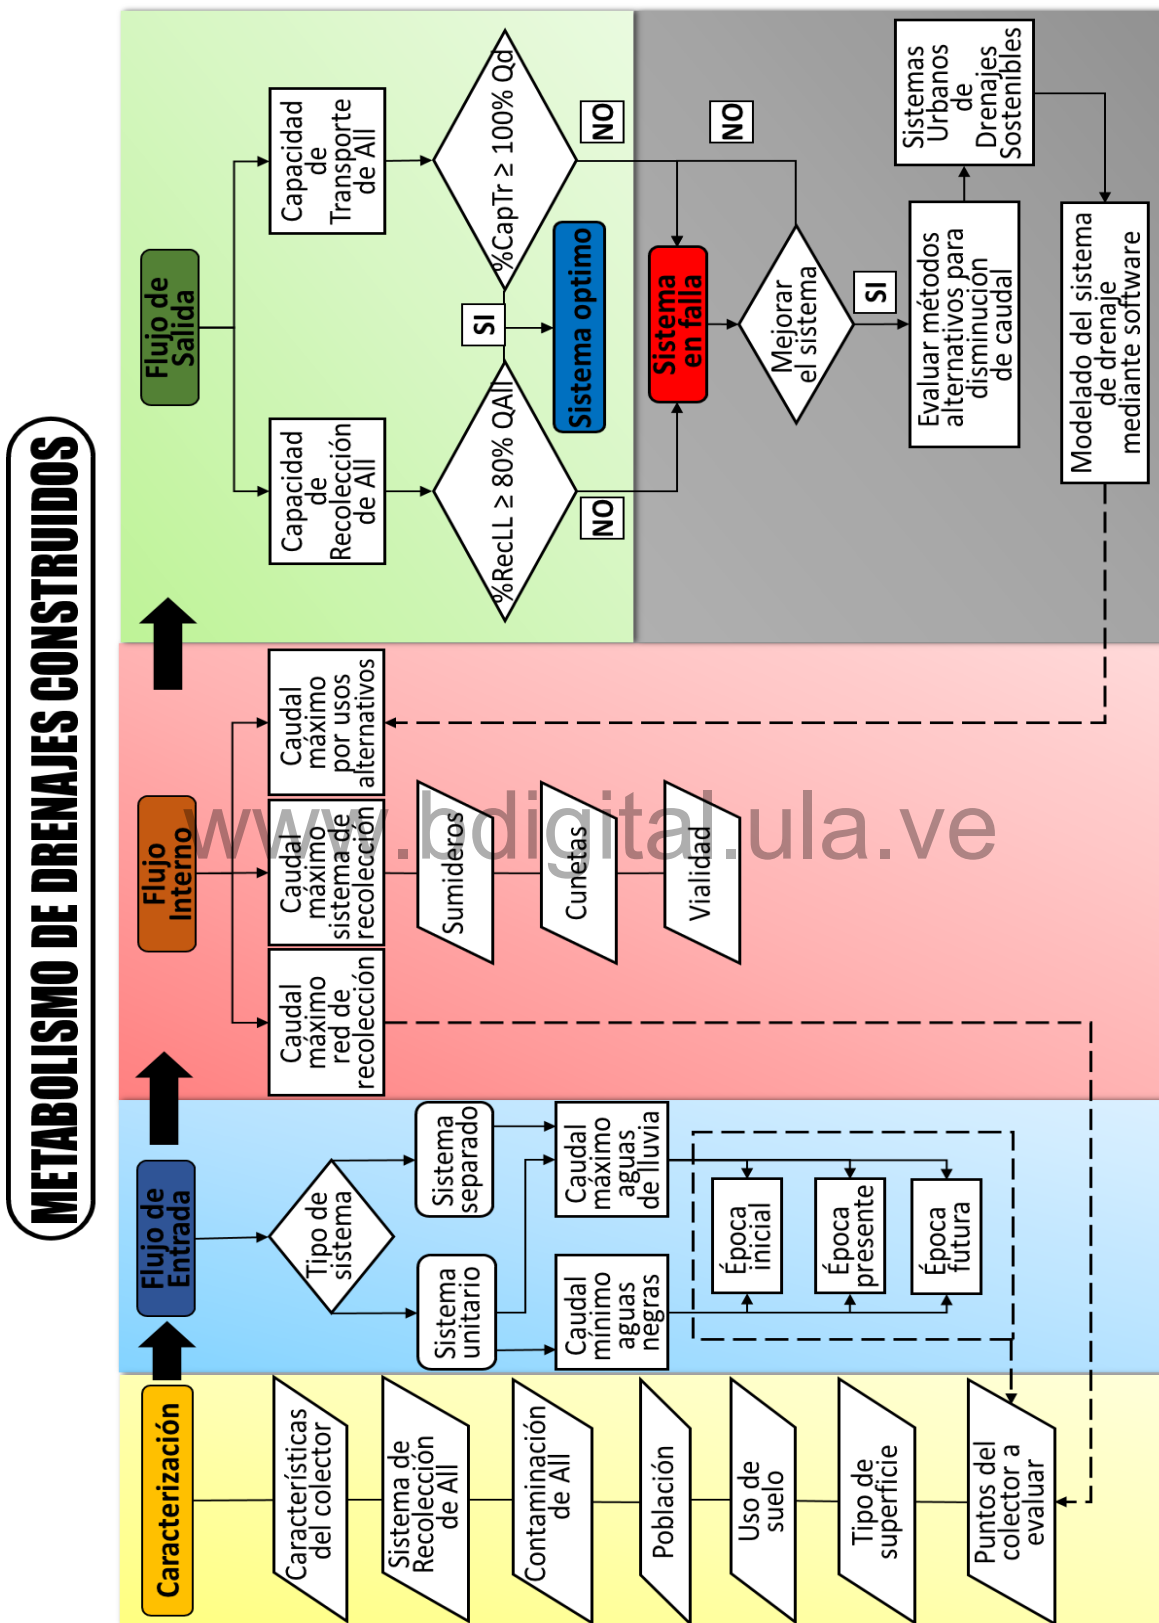 METABOLISMO DE DRENAJES CONSTRUIDOS
Caracterización
Características
del colector
Sistema de
Recolección
de All
Contaminación
de All
Población
Uso de
suelo
Tipo de
superficie
Puntos del
colector a
evaluar
Flujo de
Entrada
Tipo de
sistema
Sistema
unitario
Sistema
separado
Caudal
mínimo
aguas
negras
Caudal
máximo
aguas
de lluvia
Época
inicial
Época
presente
Época
futura
Flujo
Interno
Caudal
máximo
red de
recolección
Caudal
máximo
sistema de
recolección
Caudal
máximo
por usos
alternativos
Sumideros
Cunetas
Vialidad
Flujo de
Salida
Capacidad
de
Recolección
de All
Capacidad
de
Transporte
de All
%RecLL ≥ 80% QAll
SI
%CapTr ≥ 100% Qd
Sistema optimo
NO
NO
Sistema
en falla
Mejorar
el sistema
NO
SI
Evaluar métodos
alternativos para
disminución
de caudal
Sistemas
Urbanos
de
Drenajes
Sostenibles
Modelado del sistema
de drenaje
mediante software
www.bdigital.ula.ve